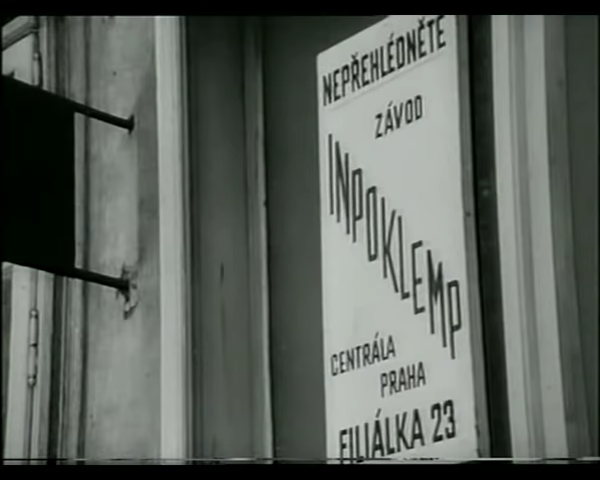 NEPŘEHLÉDNĚTE
ZÁVOD
INPOKLEMP
CENTRÁLA
PRAHA
FILIÁLKA 23